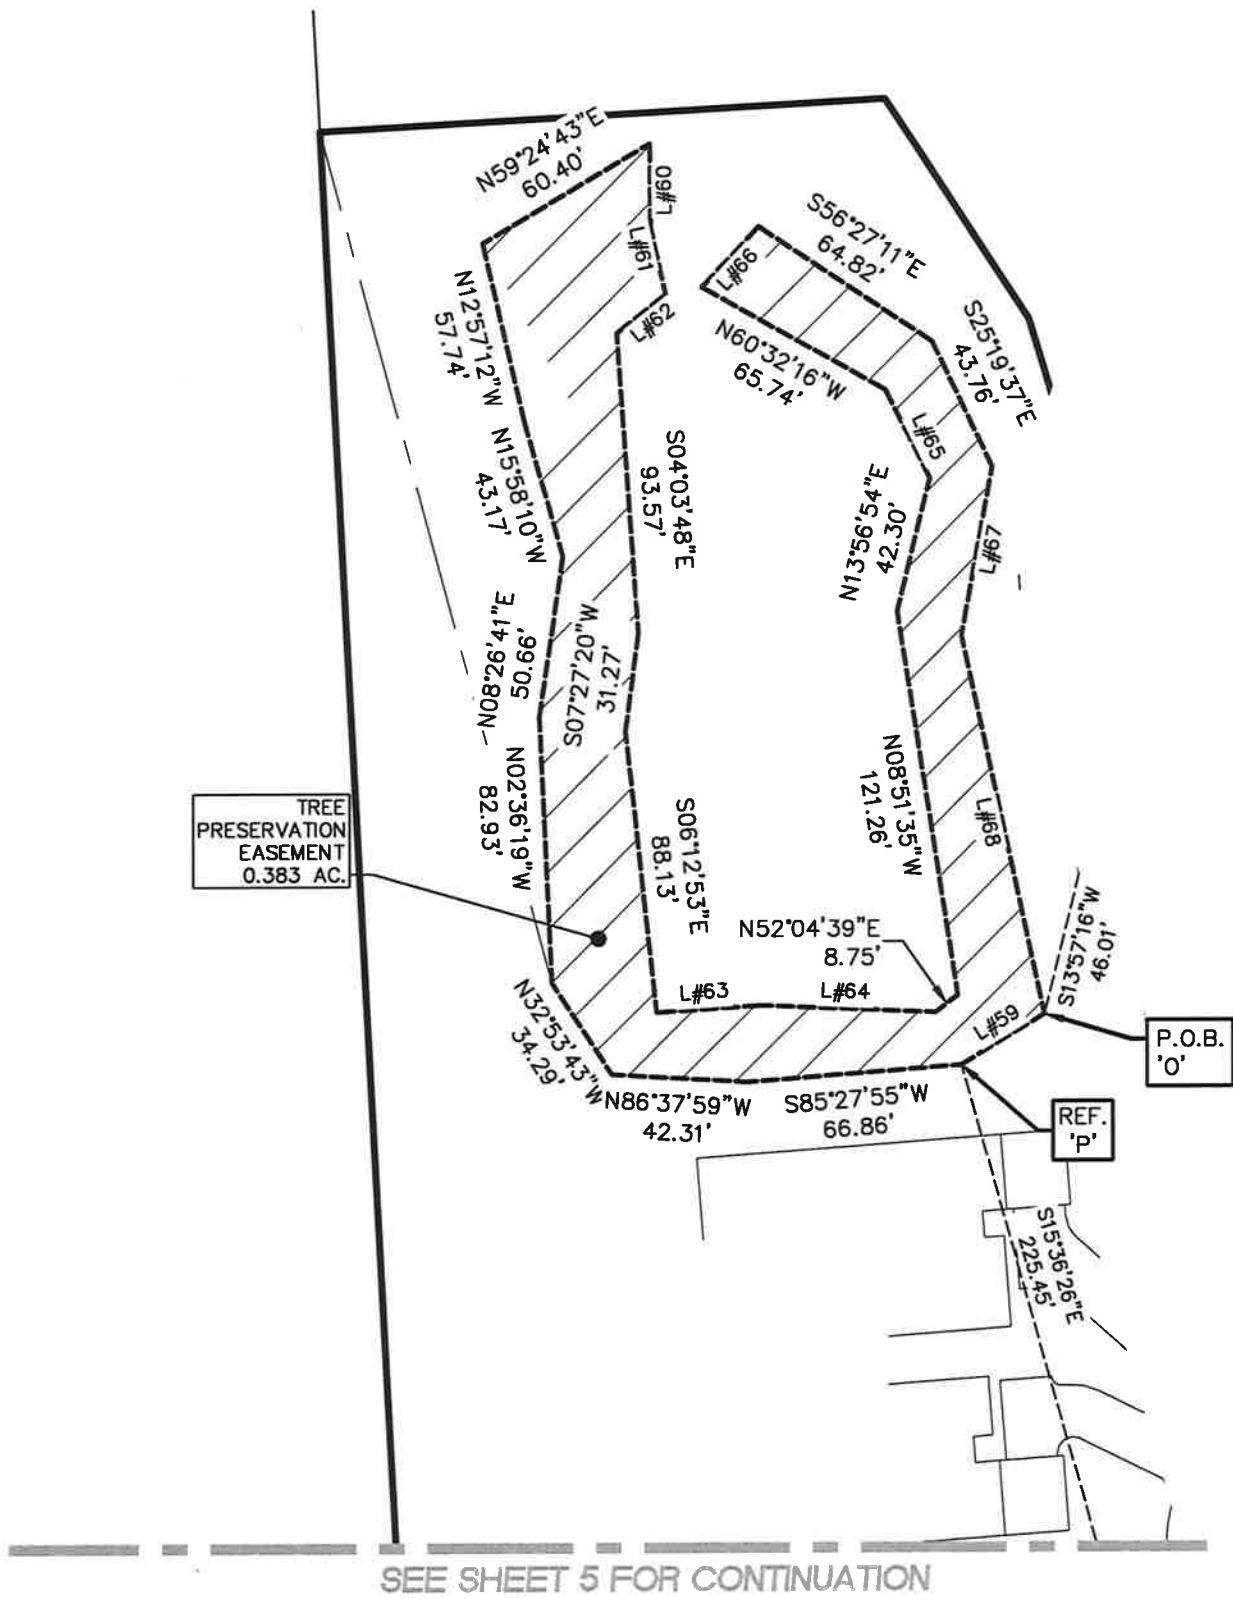 N59°24'43"E
60.40'
L#60
L#61
L#62
S56°27'11"E
64.82'
L#66
N60°32'16"W
65.74'
S25°19'37"E
43.76'
L#65
L#67
N12°57'12"W
57.74'
N15°58'10"W
43.17'
S04°03'48"E
93.57'
N13°56'54"E
42.30'
N08°26'41"E
50.66'
S07°27'20"W
31.27'
N02°36'19"W
82.93'
S06°12'53"E
88.13'
N08°51'35"W
121.26'
L#68
TREE
PRESERVATION
EASEMENT
0.383 AC.
N52°04'39"E
8.75'
S13°57'16"W
46.01'
L#63
L#64
L#59
N32°53'43"W
34.29'
N86°37'59"W
42.31'
S85°27'55"W
66.86'
P.O.B.
'O'
REF.
'P'
S15°36'26"E
225.45'
SEE SHEET 5 FOR CONTINUATION